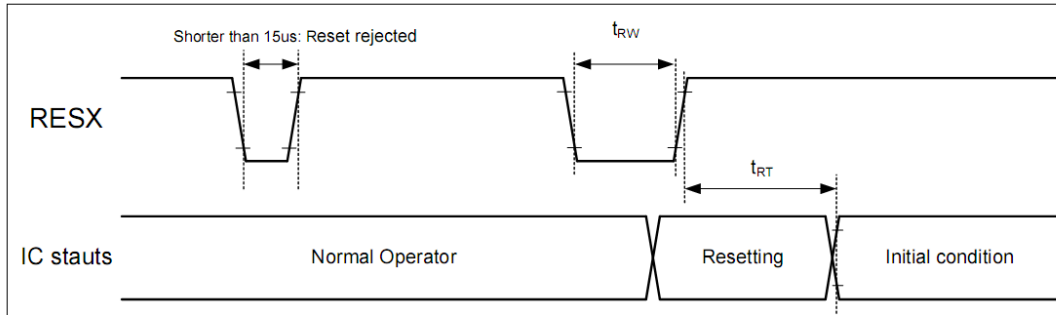 Shorter than 15us: Reset rejected
tRW
RESX
tRT
IC stauts
Normal Operator
Resetting
Initial condition